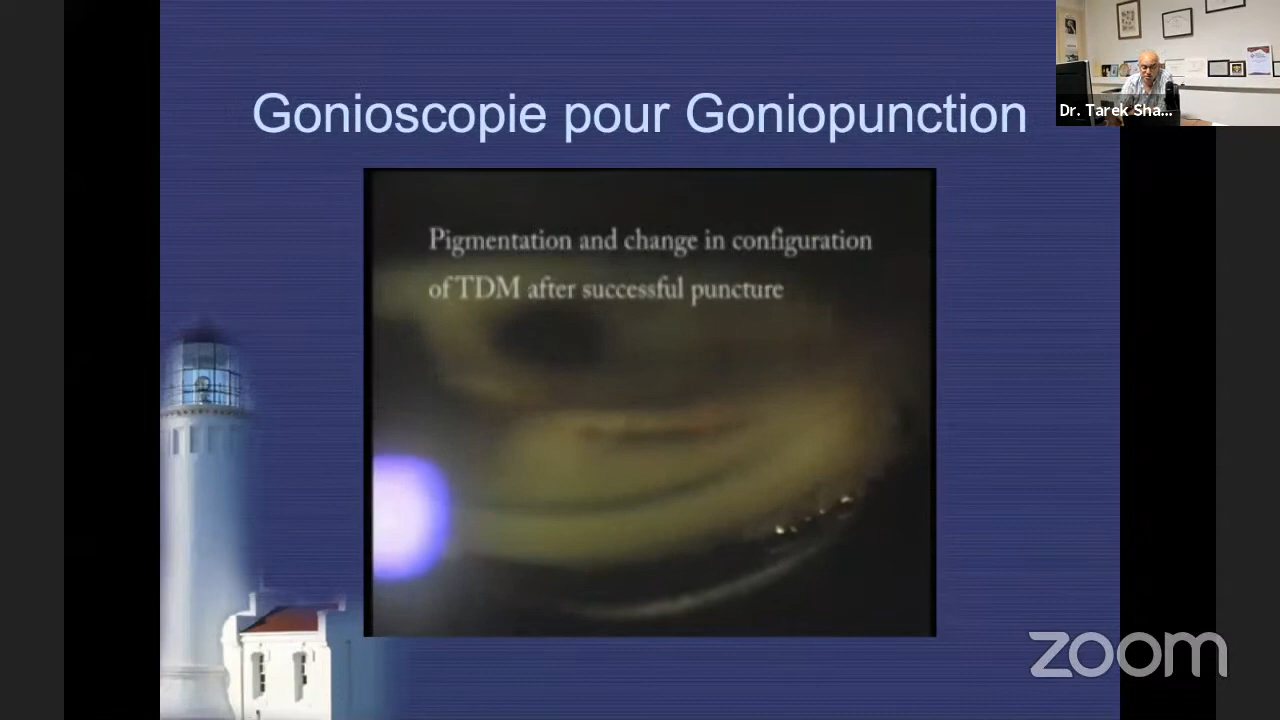 Gonioscopie pour Goniopunction
Dr. Tarek Sha...
Pigmentation and change in configuration
of TDM after successful puncture
zoom